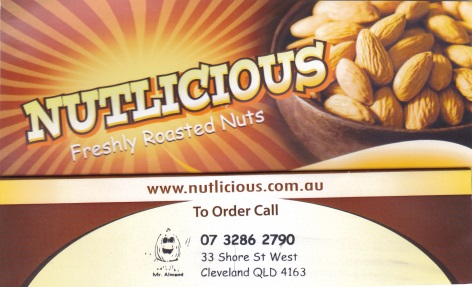 NUTLICIOUS
Freshly Roasted Nuts
www.nutlicious.com.au
To Order Call
07 3286 2790
33 Shore St West
Cleveland QLD 4163
Mr. Almond